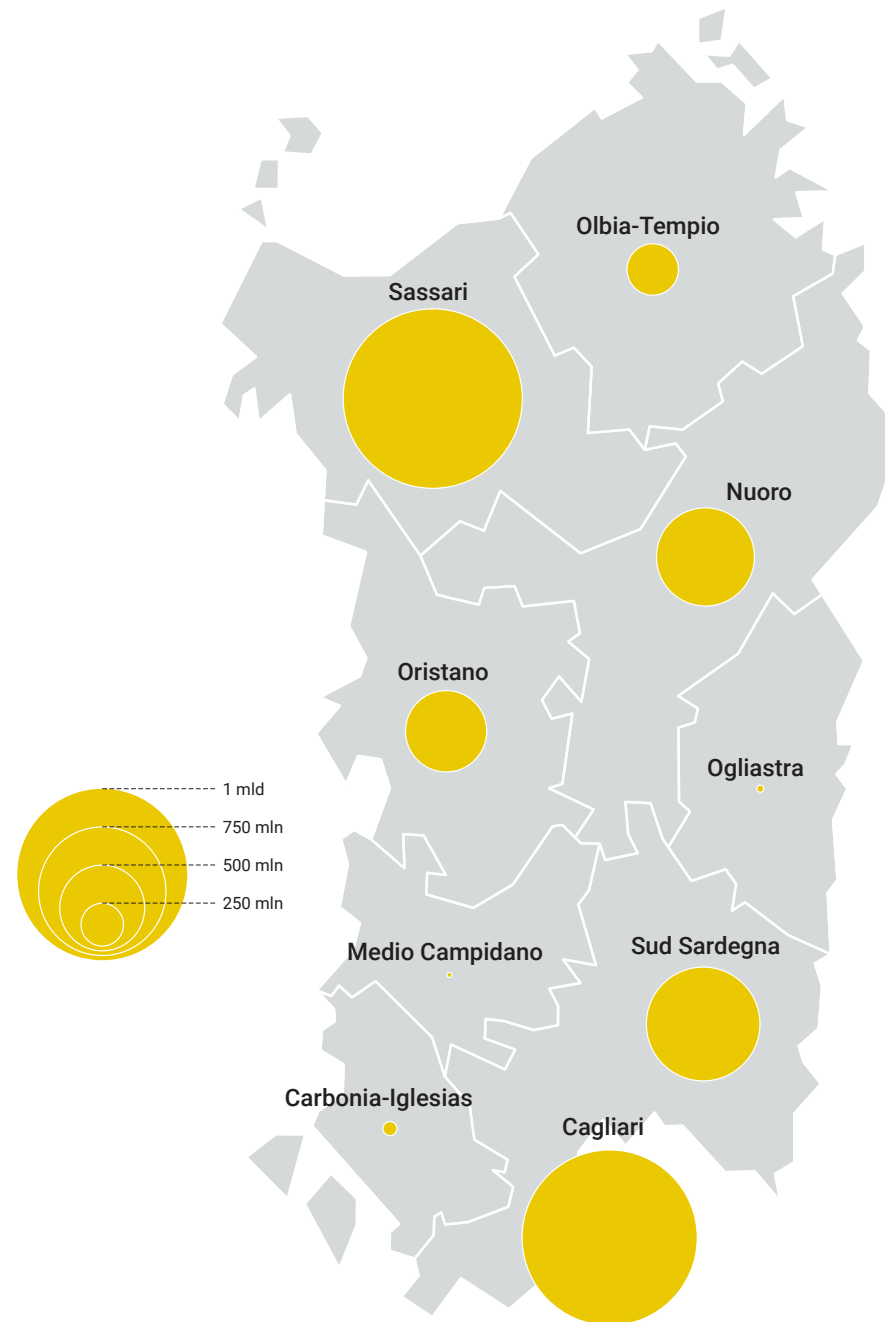 Olbia-Tempio
Sassari
Nuoro
Oristano
Ogliastra
1 mld
750 mln
500 mln
250 mln
Medio Campidano
Sud Sardegna
Carbonia-Iglesias
Cagliari